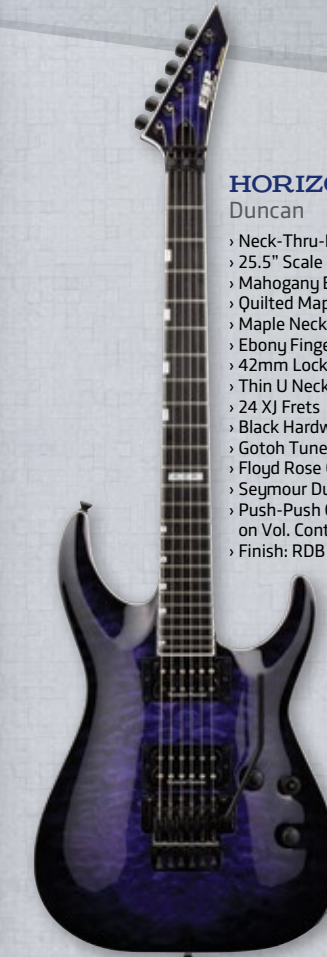 ESP
HORIZO
Duncan
› Neck-Thru-
› 25.5” Scale
› Mahogany B
› Quilted Map
› Maple Neck
› Ebony Finge
› 42mm Lock
› Thin U Neck
› 24 XJ Frets
› Black Hardw
› Gotoh Tune
› Floyd Rose
› Seymour Du
› Push-Push
on Vol. Cont
› Finish: RDB